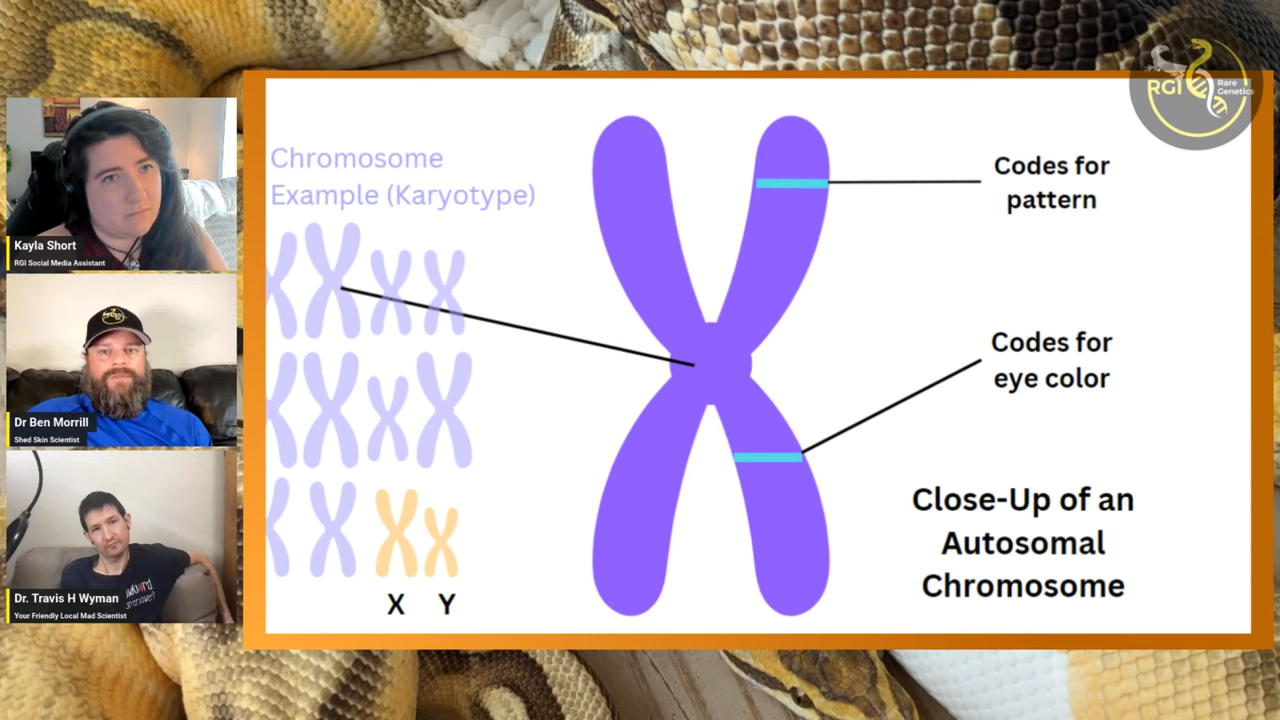 RGI
Rare
Genetics
Chromosome
Example (Karyotype)
X Y
Codes for
pattern
Codes for
eye color
Close-Up of an
Autosomal
Chromosome
Kayla Short
RGI Social Media Assistant
Dr Ben Morrill
Shed Skin Scientist
Dr. Travis H Wyman
Your Friendly Local Mad Scientist